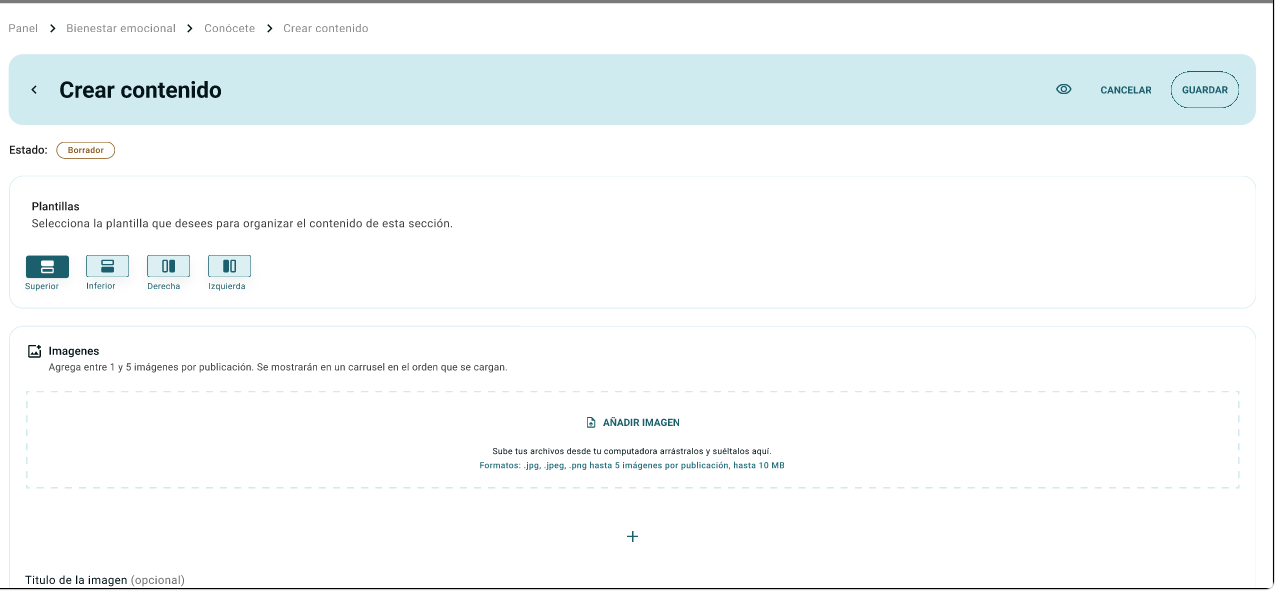 Panel > Bienestar emocional > Conócete > Crear contenido
Crear contenido
CANCELAR
GUARDAR
Estado: Borrador
Plantillas
Selecciona la plantilla que desees para organizar el contenido de esta sección.
Superior
Inferior
Derecha
Izquierda
Imagenes
Agrega entre 1 y 5 imágenes por publicación. Se mostrarán en un carrusel en el orden que se cargan.
AÑADIR IMAGEN
Sube tus archivos desde tu computadora arrástralos y suéltalos aquí.
Formatos: .jpg, .jpeg, .png hasta 5 imágenes por publicación, hasta 10 MB
+
Titulo de la imagen (opcional)